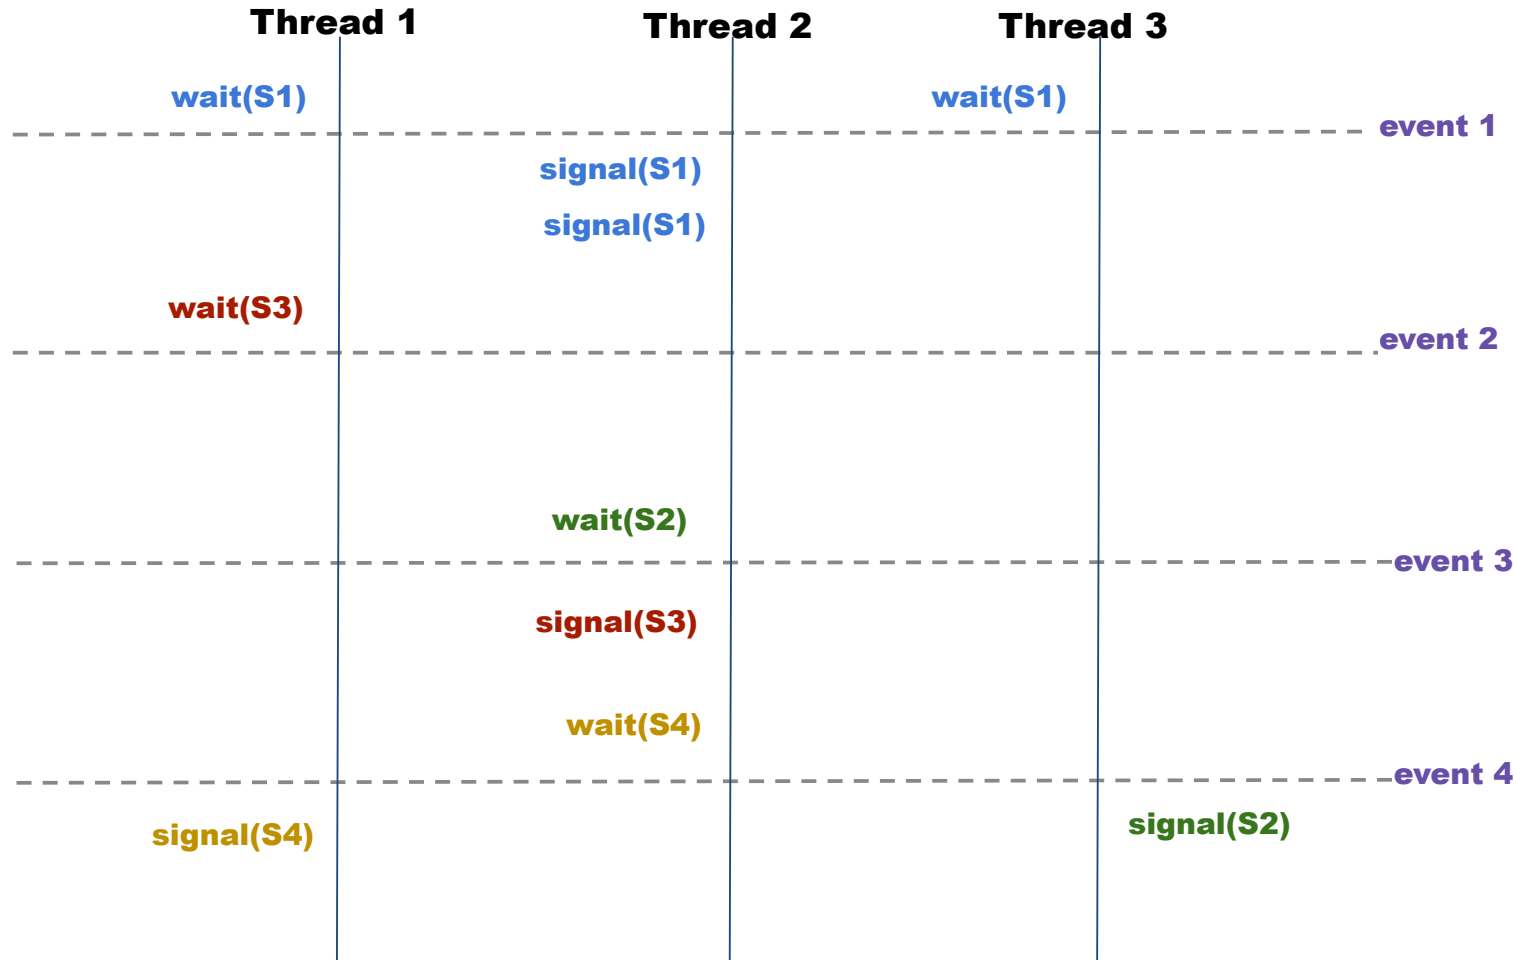 Thread 1
Thread 2
Thread 3
wait(S1)
wait(S1)
event 1
signal(S1)
signal(S1)
wait(S3)
event 2
wait(S2)
event 3
signal(S3)
wait(S4)
event 4
signal(S4)
signal(S2)